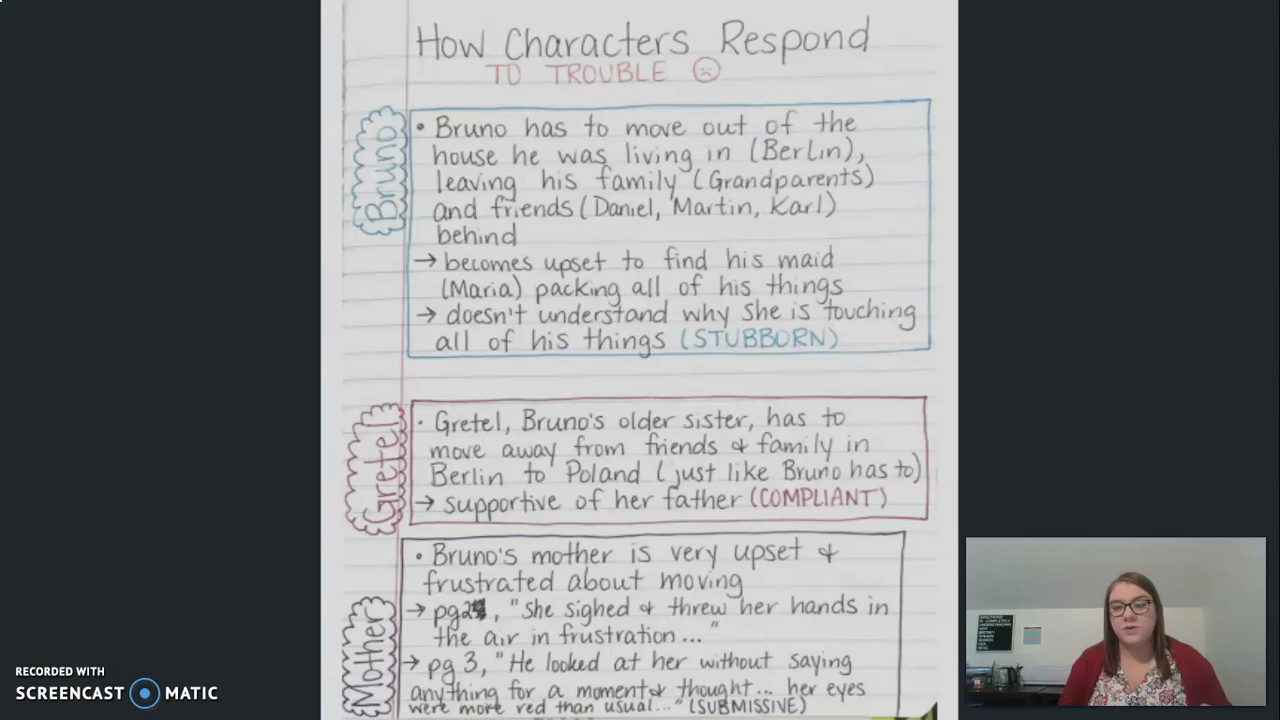 How Characters Respond
TO TROUBLE
Bruno
• Bruno has to move out of the
house he was living in (Berlin),
leaving his family (Grandparents)
and friends (Daniel, Martin, Karl)
behind
→ becomes upset to find his maid
(Maria) packing all of his things
→ doesn't understand why she is touching
all of his things (STUBBORN)
Gretel
• Gretel, Bruno's older sister, has to
move away from friends & family in
Berlin to Poland (just like Bruno has to)
→ supportive of her father (COMPLIANT)
Mother
• Bruno's mother is very upset &
frustrated about moving
→ pg , "She sighed & threw her hands in
the air in frustration..."
→ pg 3, "He looked at her without saying
anything for a moment & thought... her eyes
were more red than usual..." (SUBMISSIVE)
RECORDED WITH
SCREENCAST MATIC